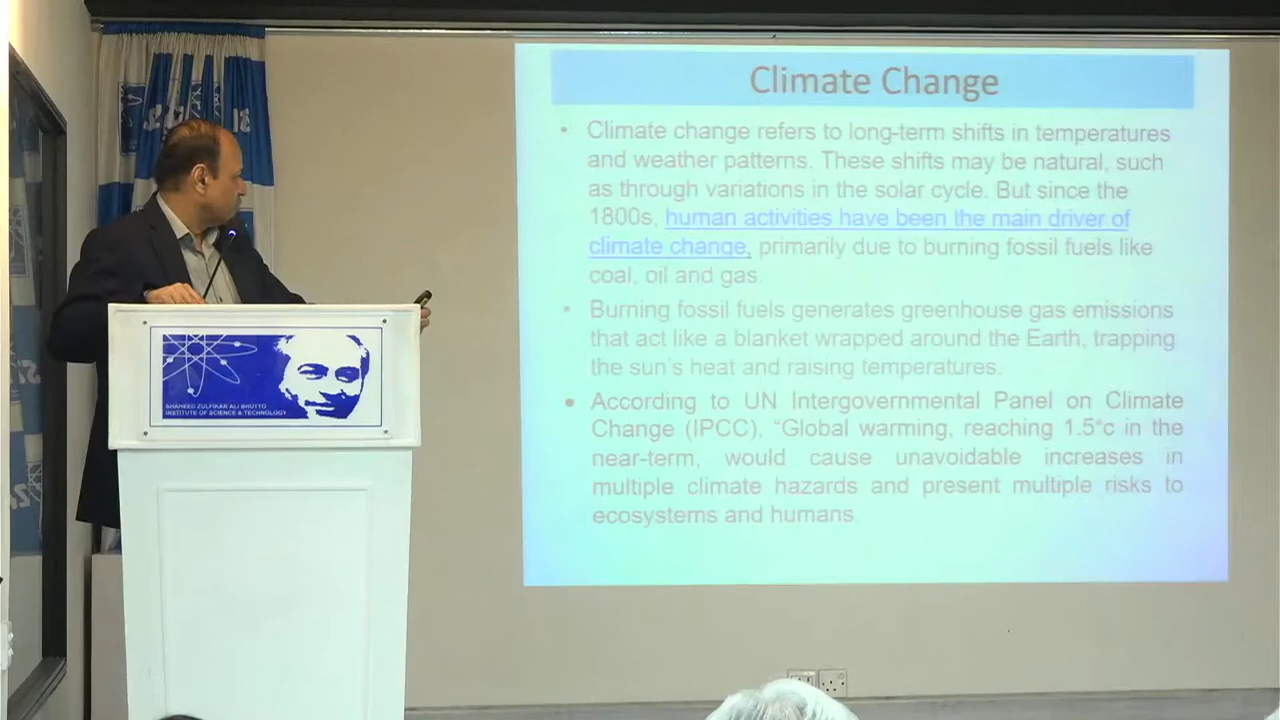 Climate Change
• Climate change refers to long-term shifts in temperatures
and weather patterns. These shifts may be natural, such
as through variations in the solar cycle. But since the
1800s, human activities have been the main driver of
climate change, primarily due to burning fossil fuels like
coal, oil and gas.
• Burning fossil fuels generates greenhouse gas emissions
that act like a blanket wrapped around the Earth, trapping
the sun's heat and raising temperatures.
• According to UN Intergovernmental Panel on Climate
Change (IPCC), “Global warming, reaching 1.5°c in the
near-term, would cause unavoidable increases in
multiple climate hazards and present multiple risks to
ecosystems and humans
SHAHEED ZULFIKAR ALI BHUTTO
INSTITUTE OF SCIENCE & TECHNOLOGY